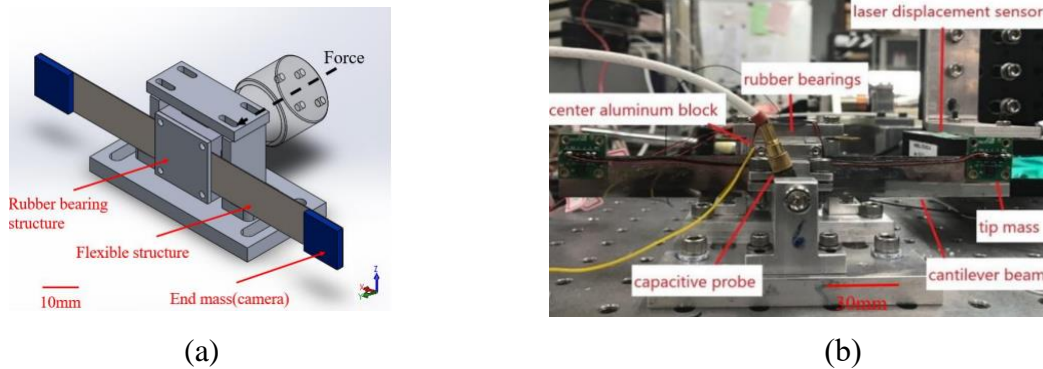 Force
Rubber bearing
structure
Flexible structure
End mass(camera)
10mm
Z
X
Y
(a)
laser displacement sensor
rubber bearings
center aluminum block
tip mass
capacitive probe
cantilever beam
30mm
(b)